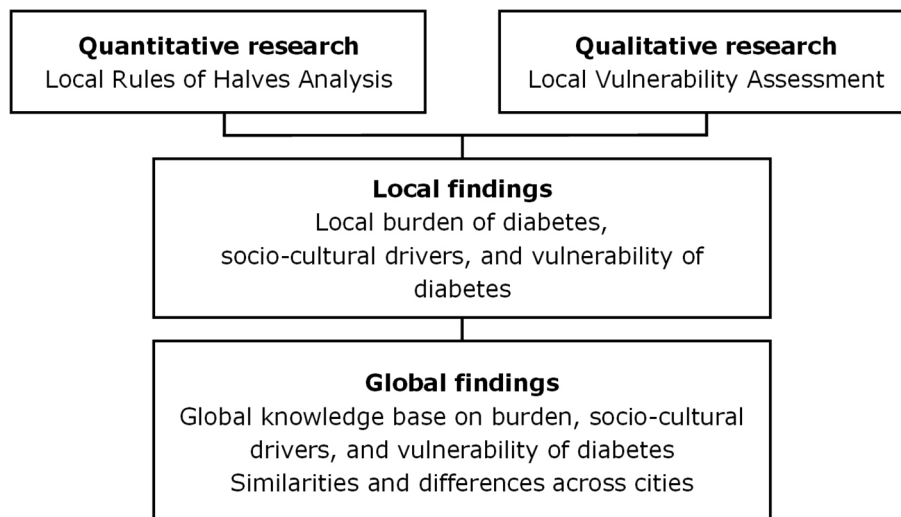 Quantitative research
Local Rules of Halves Analysis
Qualitative research
Local Vulnerability Assessment
Local findings
Local burden of diabetes,
socio-cultural drivers, and vulnerability of
diabetes
Global findings
Global knowledge base on burden, socio-cultural
drivers, and vulnerability of diabetes
Similarities and differences across cities